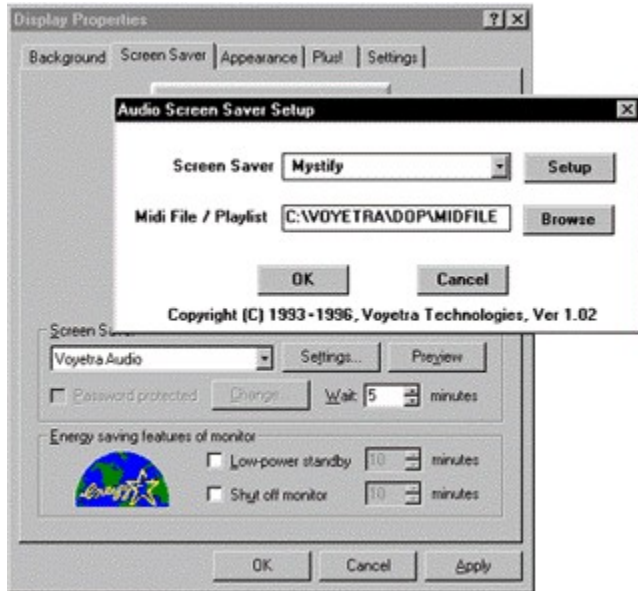 Display Properties
Background Screen Saver Appearance Plus! Settings
Audio Screen Saver Setup
Screen Saver Mystify Setup
Midi File / Playlist C:\VOYETRA\DOP\MIDFILE Browse
OK Cancel
Copyright (C) 1993-1996, Voyetra Technologies, Ver 1.02
Screen
Voyetra Audio Settings... Preview
Password protected Change... Wait: 5 minutes
Energy saving features of monitor
Low-power standby 10 minutes
energy
Shut off monitor 10 minutes
OK Cancel Apply